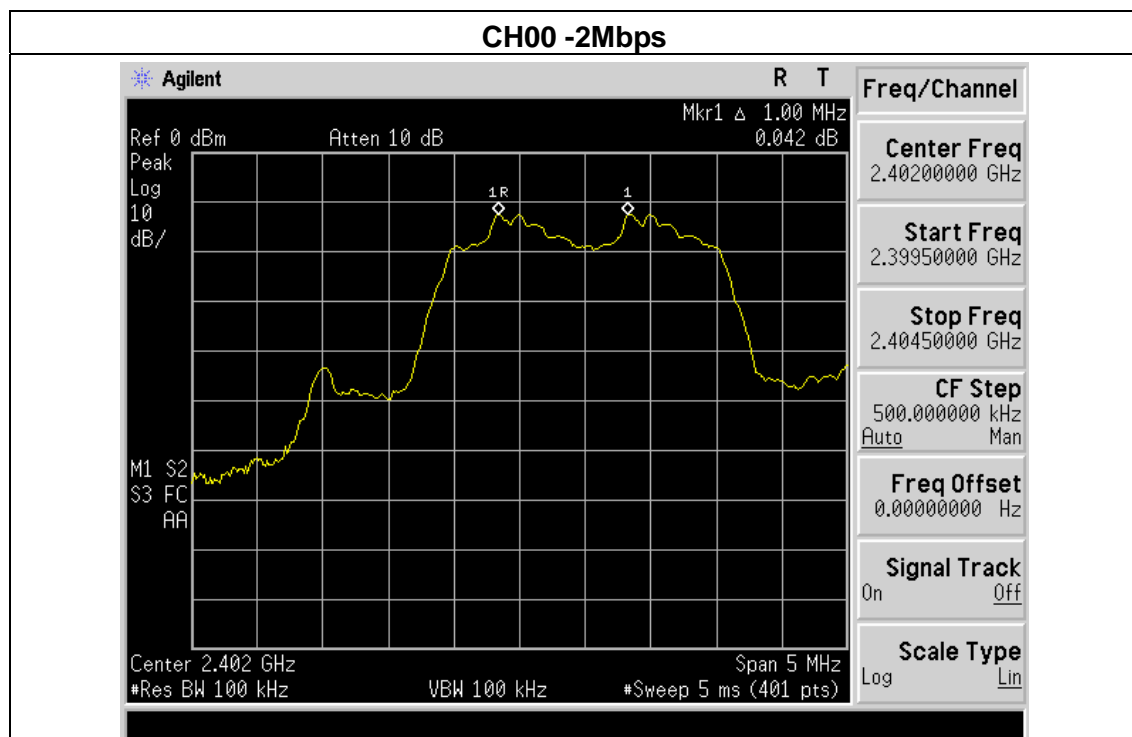 CH00 -2Mbps
Agilent R T
Mkr1 Δ 1.00 MHz
Ref 0 dBm Atten 10 dB 0.042 dB
Peak
Log
10
dB/
1R 1
M1 S2
S3 FC
AA
Center 2.402 GHz Span 5 MHz
#Res BW 100 kHz VBW 100 kHz #Sweep 5 ms (401 pts)
Freq/Channel
Center Freq
2.40200000 GHz
Start Freq
2.39950000 GHz
Stop Freq
2.40450000 GHz
CF Step
500.000000 kHz
Auto Man
Freq Offset
0.00000000 Hz
Signal Track
On Off
Scale Type
Log Lin